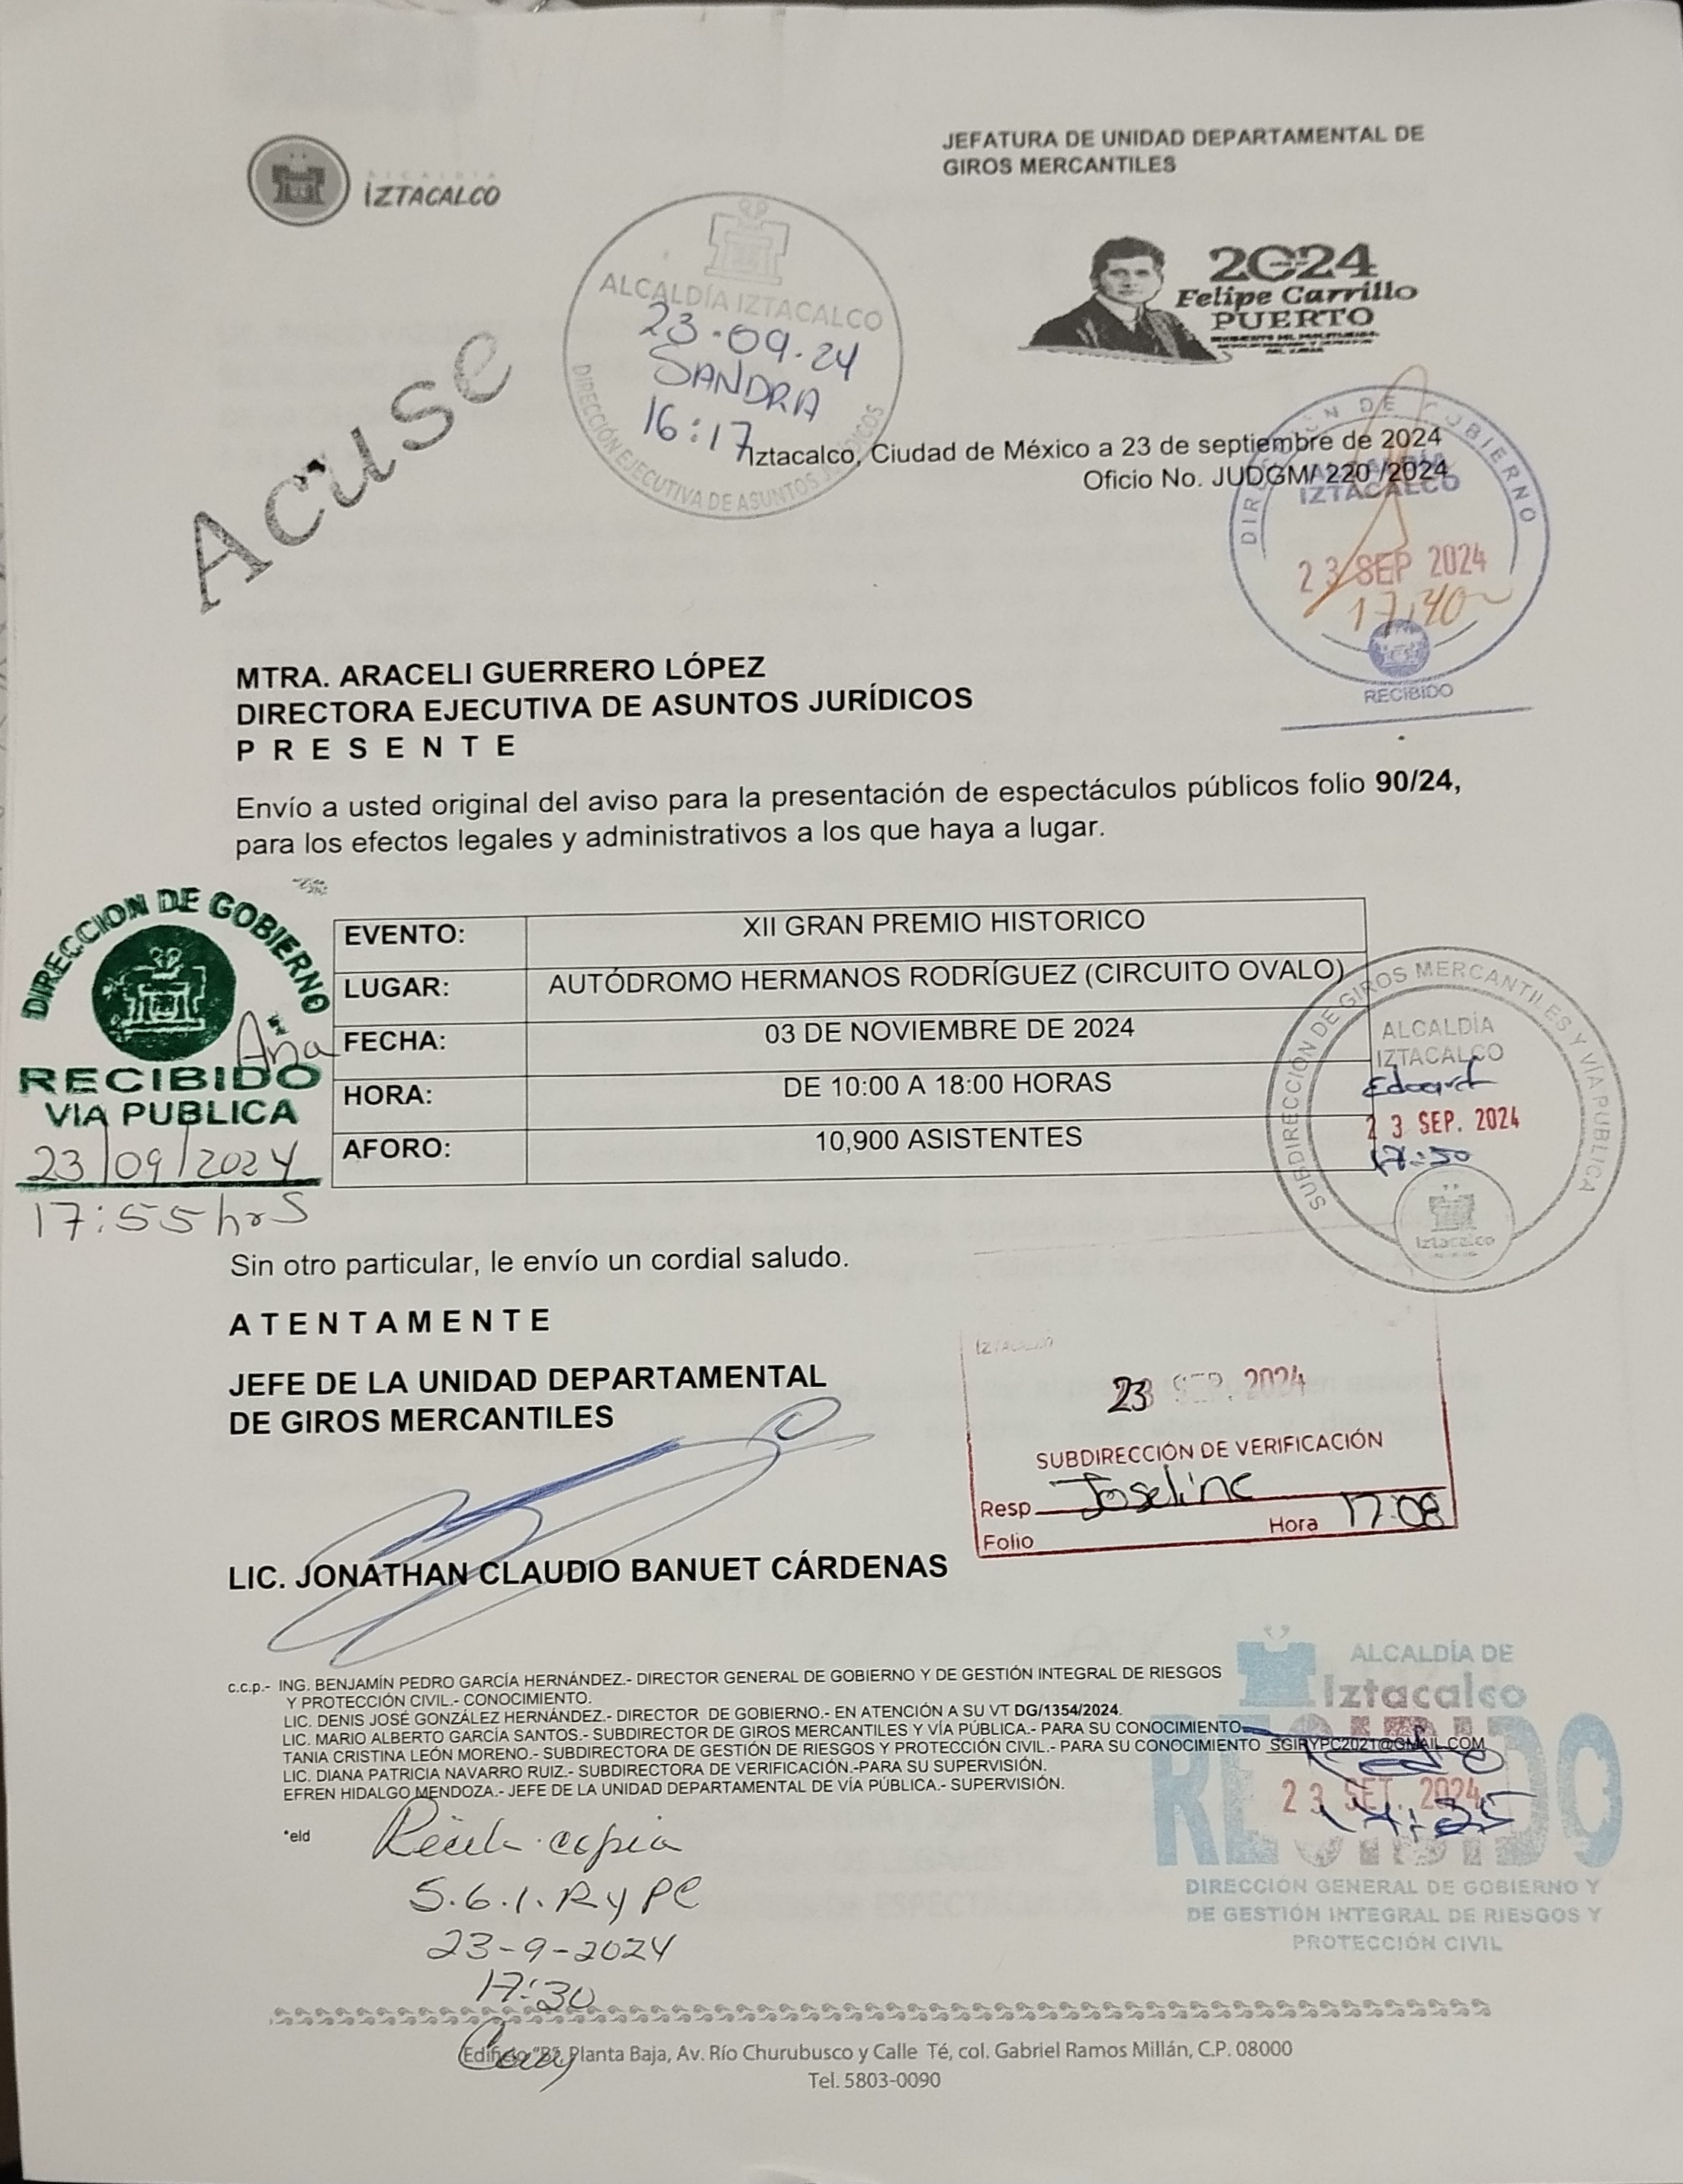 JEFATURA DE UNIDAD DEPARTAMENTAL DE
GIROS MERCANTILES
ALCALDÍA
IZTACALCO
2024
Felipe Carrillo
PUERTO
Acuse
ALCALDÍA IZTACALCO
23-09-24
SANDRA
16:17
DIRECCIÓN EJECUTIVA DE ASUNTOS JURÍDICOS
Iztacalco, Ciudad de México a 23 de septiembre de 2024
Oficio No. JUDGM/ 220 /2024
DIRECCIÓN DE GOBIERNO
ALCALDÍA
IZTACALCO
23 SEP 2024
17:40
RECIBIDO
MTRA. ARACELI GUERRERO LÓPEZ
DIRECTORA EJECUTIVA DE ASUNTOS JURÍDICOS
P R E S E N T E
Envío a usted original del aviso para la presentación de espectáculos públicos folio 90/24,
para los efectos legales y administrativos a los que haya a lugar.
EVENTO: XII GRAN PREMIO HISTORICO
LUGAR: AUTÓDROMO HERMANOS RODRÍGUEZ (CIRCUITO OVALO)
FECHA: 03 DE NOVIEMBRE DE 2024
HORA: DE 10:00 A 18:00 HORAS
AFORO: 10,900 ASISTENTES
DIRECCION DE GOBIERNO
Ana
RECIBIDO
VIA PUBLICA
23/09/2024
17:55 hrs
SUBDIRECCIÓN DE GIROS MERCANTILES Y VÍA PUBLICA
ALCALDÍA
IZTACALCO
Eduardo
23 SEP. 2024
17:50
Iztacalco
Sin otro particular, le envío un cordial saludo.
A T E N T A M E N T E
JEFE DE LA UNIDAD DEPARTAMENTAL
DE GIROS MERCANTILES
LIC. JONATHAN CLAUDIO BANUET CÁRDENAS
IZTACALCO
23 SEP. 2024
SUBDIRECCIÓN DE VERIFICACIÓN
Resp Joseline
Folio Hora 17:08
c.c.p.- ING. BENJAMÍN PEDRO GARCÍA HERNÁNDEZ.- DIRECTOR GENERAL DE GOBIERNO Y DE GESTIÓN INTEGRAL DE RIESGOS
Y PROTECCIÓN CIVIL.- CONOCIMIENTO.
LIC. DENIS JOSÉ GONZÁLEZ HERNÁNDEZ.- DIRECTOR DE GOBIERNO.- EN ATENCIÓN A SU VT DG/1354/2024.
LIC. MARIO ALBERTO GARCÍA SANTOS.- SUBDIRECTOR DE GIROS MERCANTILES Y VÍA PÚBLICA.- PARA SU CONOCIMIENTO
TANIA CRISTINA LEÓN MORENO.- SUBDIRECTORA DE GESTIÓN DE RIESGOS Y PROTECCIÓN CIVIL.- PARA SU CONOCIMIENTO SGIRYPC2021@GMAIL.COM
LIC. DIANA PATRICIA NAVARRO RUIZ.- SUBDIRECTORA DE VERIFICACIÓN.-PARA SU SUPERVISIÓN.
EFREN HIDALGO MENDOZA.- JEFE DE LA UNIDAD DEPARTAMENTAL DE VÍA PÚBLICA.- SUPERVISIÓN.
*eld
ALCALDÍA DE
Iztacalco
RECIBIDO
23 SET. 2024
DIRECCIÓN GENERAL DE GOBIERNO Y
DE GESTIÓN INTEGRAL DE RIESGOS Y
PROTECCIÓN CIVIL
Recibí copia
S.G.I.R y PC
23-9-2024
17:30
Edificio "B", Planta Baja, Av. Río Churubusco y Calle Té, col. Gabriel Ramos Millán, C.P. 08000
Tel. 5803-0090